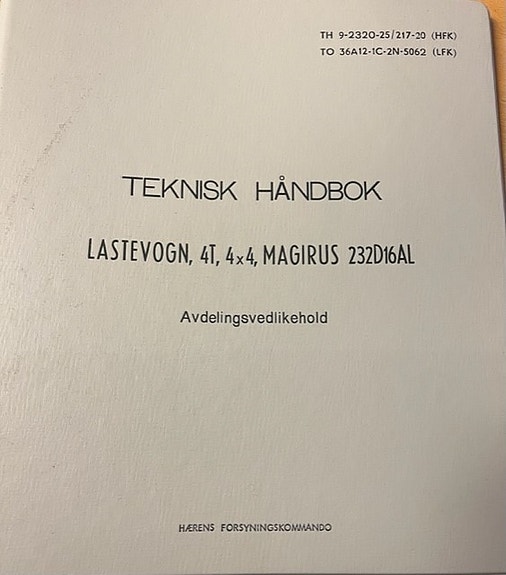 TH 9-2320-25/217-20 (HFK)
TO 36A12-1C-2N-5062 (LFK)
TEKNISK HÅNDBOK
LASTEVOGN, 4T, 4x4, MAGIRUS 232D16AL
Avdelingsvedlikehold
HÆRENS FORSYNINGSKOMMANDO